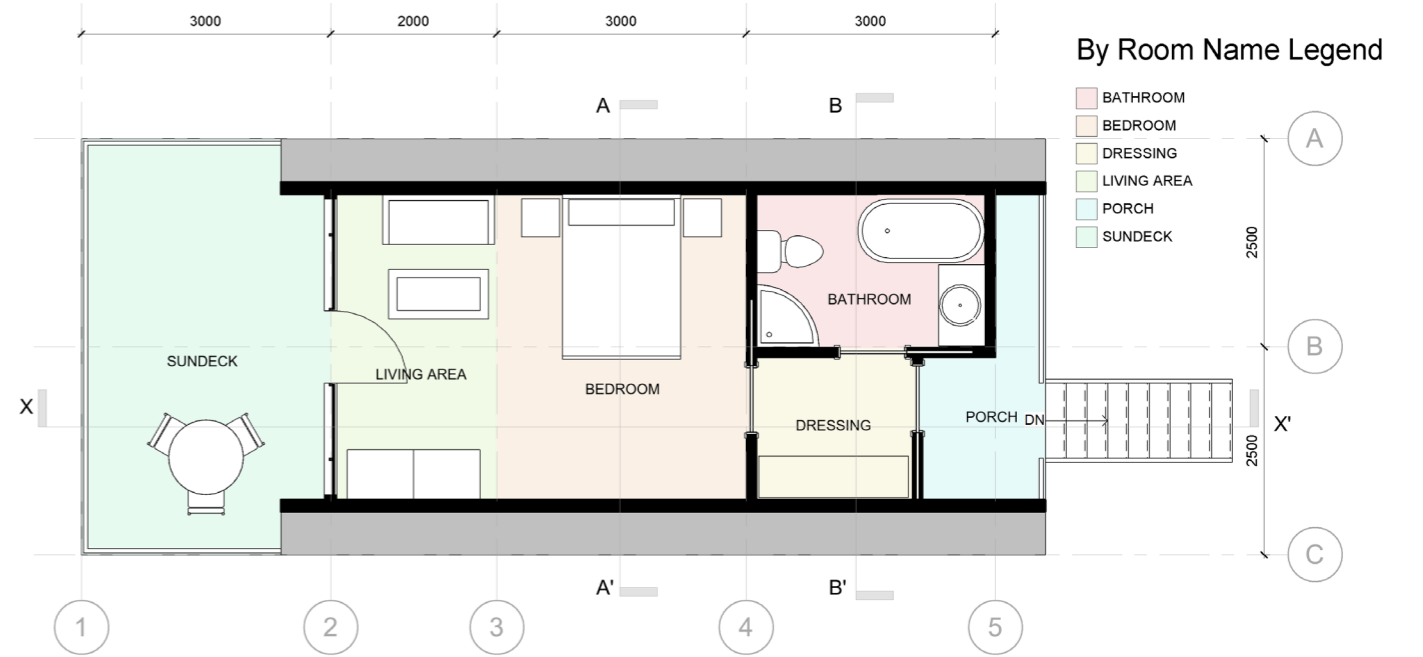 3000
2000
3000
3000
By Room Name Legend
BATHROOM
BEDROOM
DRESSING
LIVING AREA
PORCH
SUNDECK
A
B
A
2500
BATHROOM
B
SUNDECK
LIVING AREA
BEDROOM
X
DRESSING
PORCH
DN
X'
2500
C
A'
B'
1
2
3
4
5